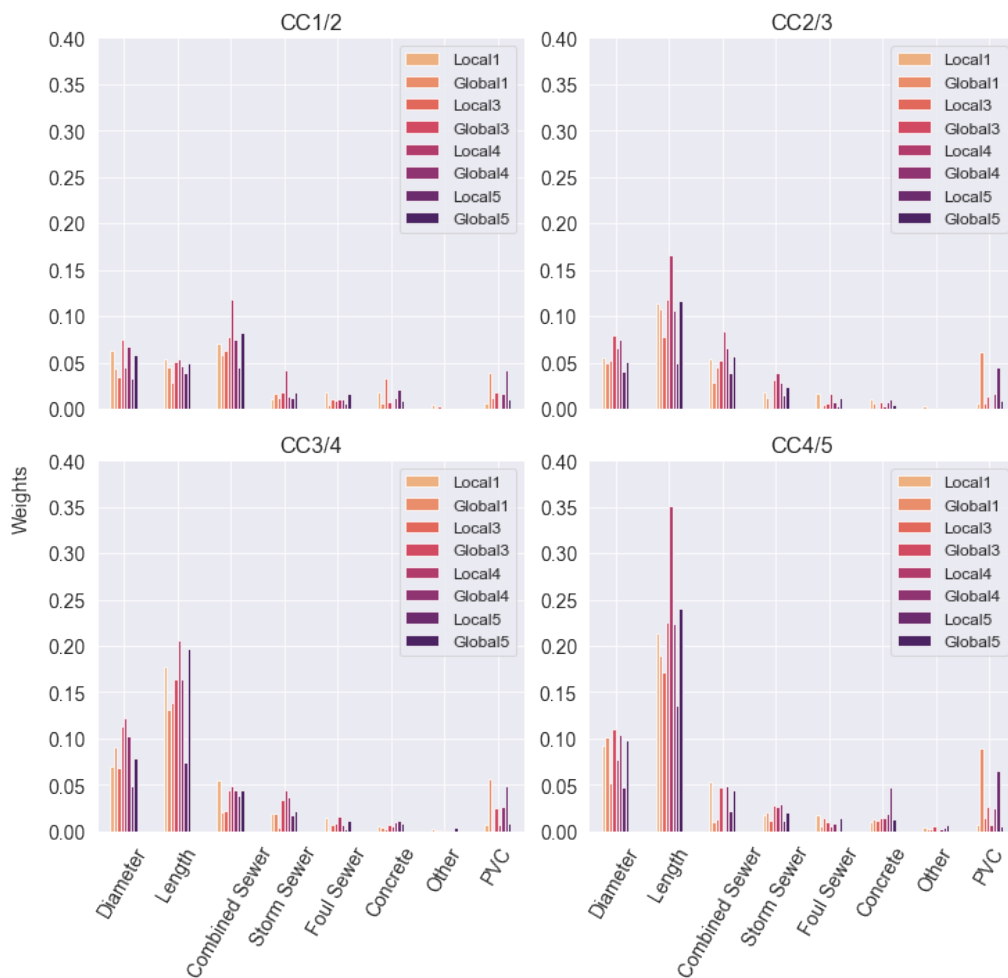 CC1/2
0.40
0.35
0.30
0.25
0.20
0.15
0.10
0.05
0.00
Local1
Global1
Local3
Global3
Local4
Global4
Local5
Global5
CC2/3
0.40
0.35
0.30
0.25
0.20
0.15
0.10
0.05
0.00
Local1
Global1
Local3
Global3
Local4
Global4
Local5
Global5
Weights
CC3/4
0.40
0.35
0.30
0.25
0.20
0.15
0.10
0.05
0.00
Local1
Global1
Local3
Global3
Local4
Global4
Local5
Global5
Diameter
Length
Combined Sewer
Storm Sewer
Foul Sewer
Concrete
Other
PVC
CC4/5
0.40
0.35
0.30
0.25
0.20
0.15
0.10
0.05
0.00
Local1
Global1
Local3
Global3
Local4
Global4
Local5
Global5
Diameter
Length
Combined Sewer
Storm Sewer
Foul Sewer
Concrete
Other
PVC